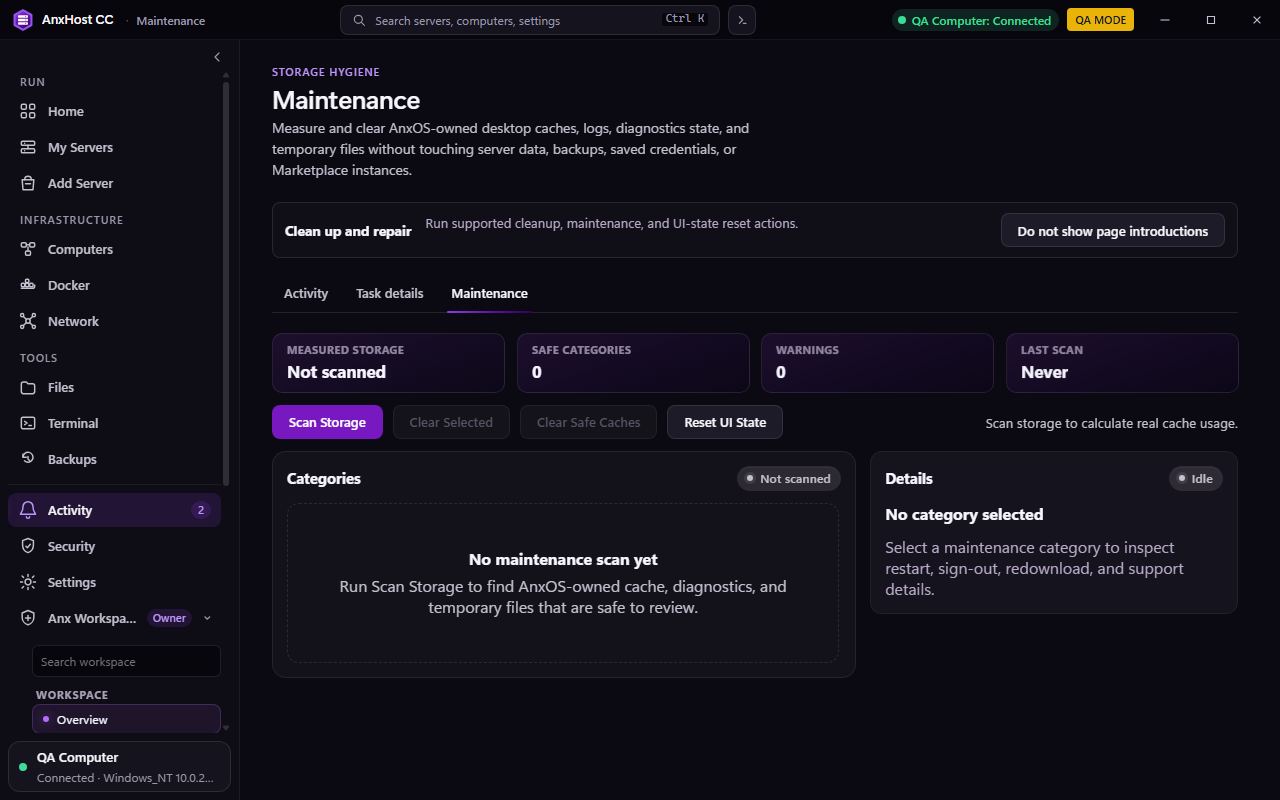 AnxHost CC · Maintenance
Search servers, computers, settings
Ctrl K
QA Computer: Connected
QA MODE
RUN
Home
My Servers
Add Server
INFRASTRUCTURE
Computers
Docker
Network
TOOLS
Files
Terminal
Backups
Activity 2
Security
Settings
Anx Workspa... Owner
Search workspace
WORKSPACE
Overview
QA Computer
Connected · Windows_NT 10.0.2...
STORAGE HYGIENE
Maintenance
Measure and clear AnxOS-owned desktop caches, logs, diagnostics state, and
temporary files without touching server data, backups, saved credentials, or
Marketplace instances.
Clean up and repair
Run supported cleanup, maintenance, and UI-state reset actions.
Do not show page introductions
Activity
Task details
Maintenance
MEASURED STORAGE
Not scanned
SAFE CATEGORIES
0
WARNINGS
0
LAST SCAN
Never
Scan Storage
Clear Selected
Clear Safe Caches
Reset UI State
Scan storage to calculate real cache usage.
Categories
Not scanned
No maintenance scan yet
Run Scan Storage to find AnxOS-owned cache, diagnostics, and
temporary files that are safe to review.
Details
Idle
No category selected
Select a maintenance category to inspect
restart, sign-out, redownload, and support
details.